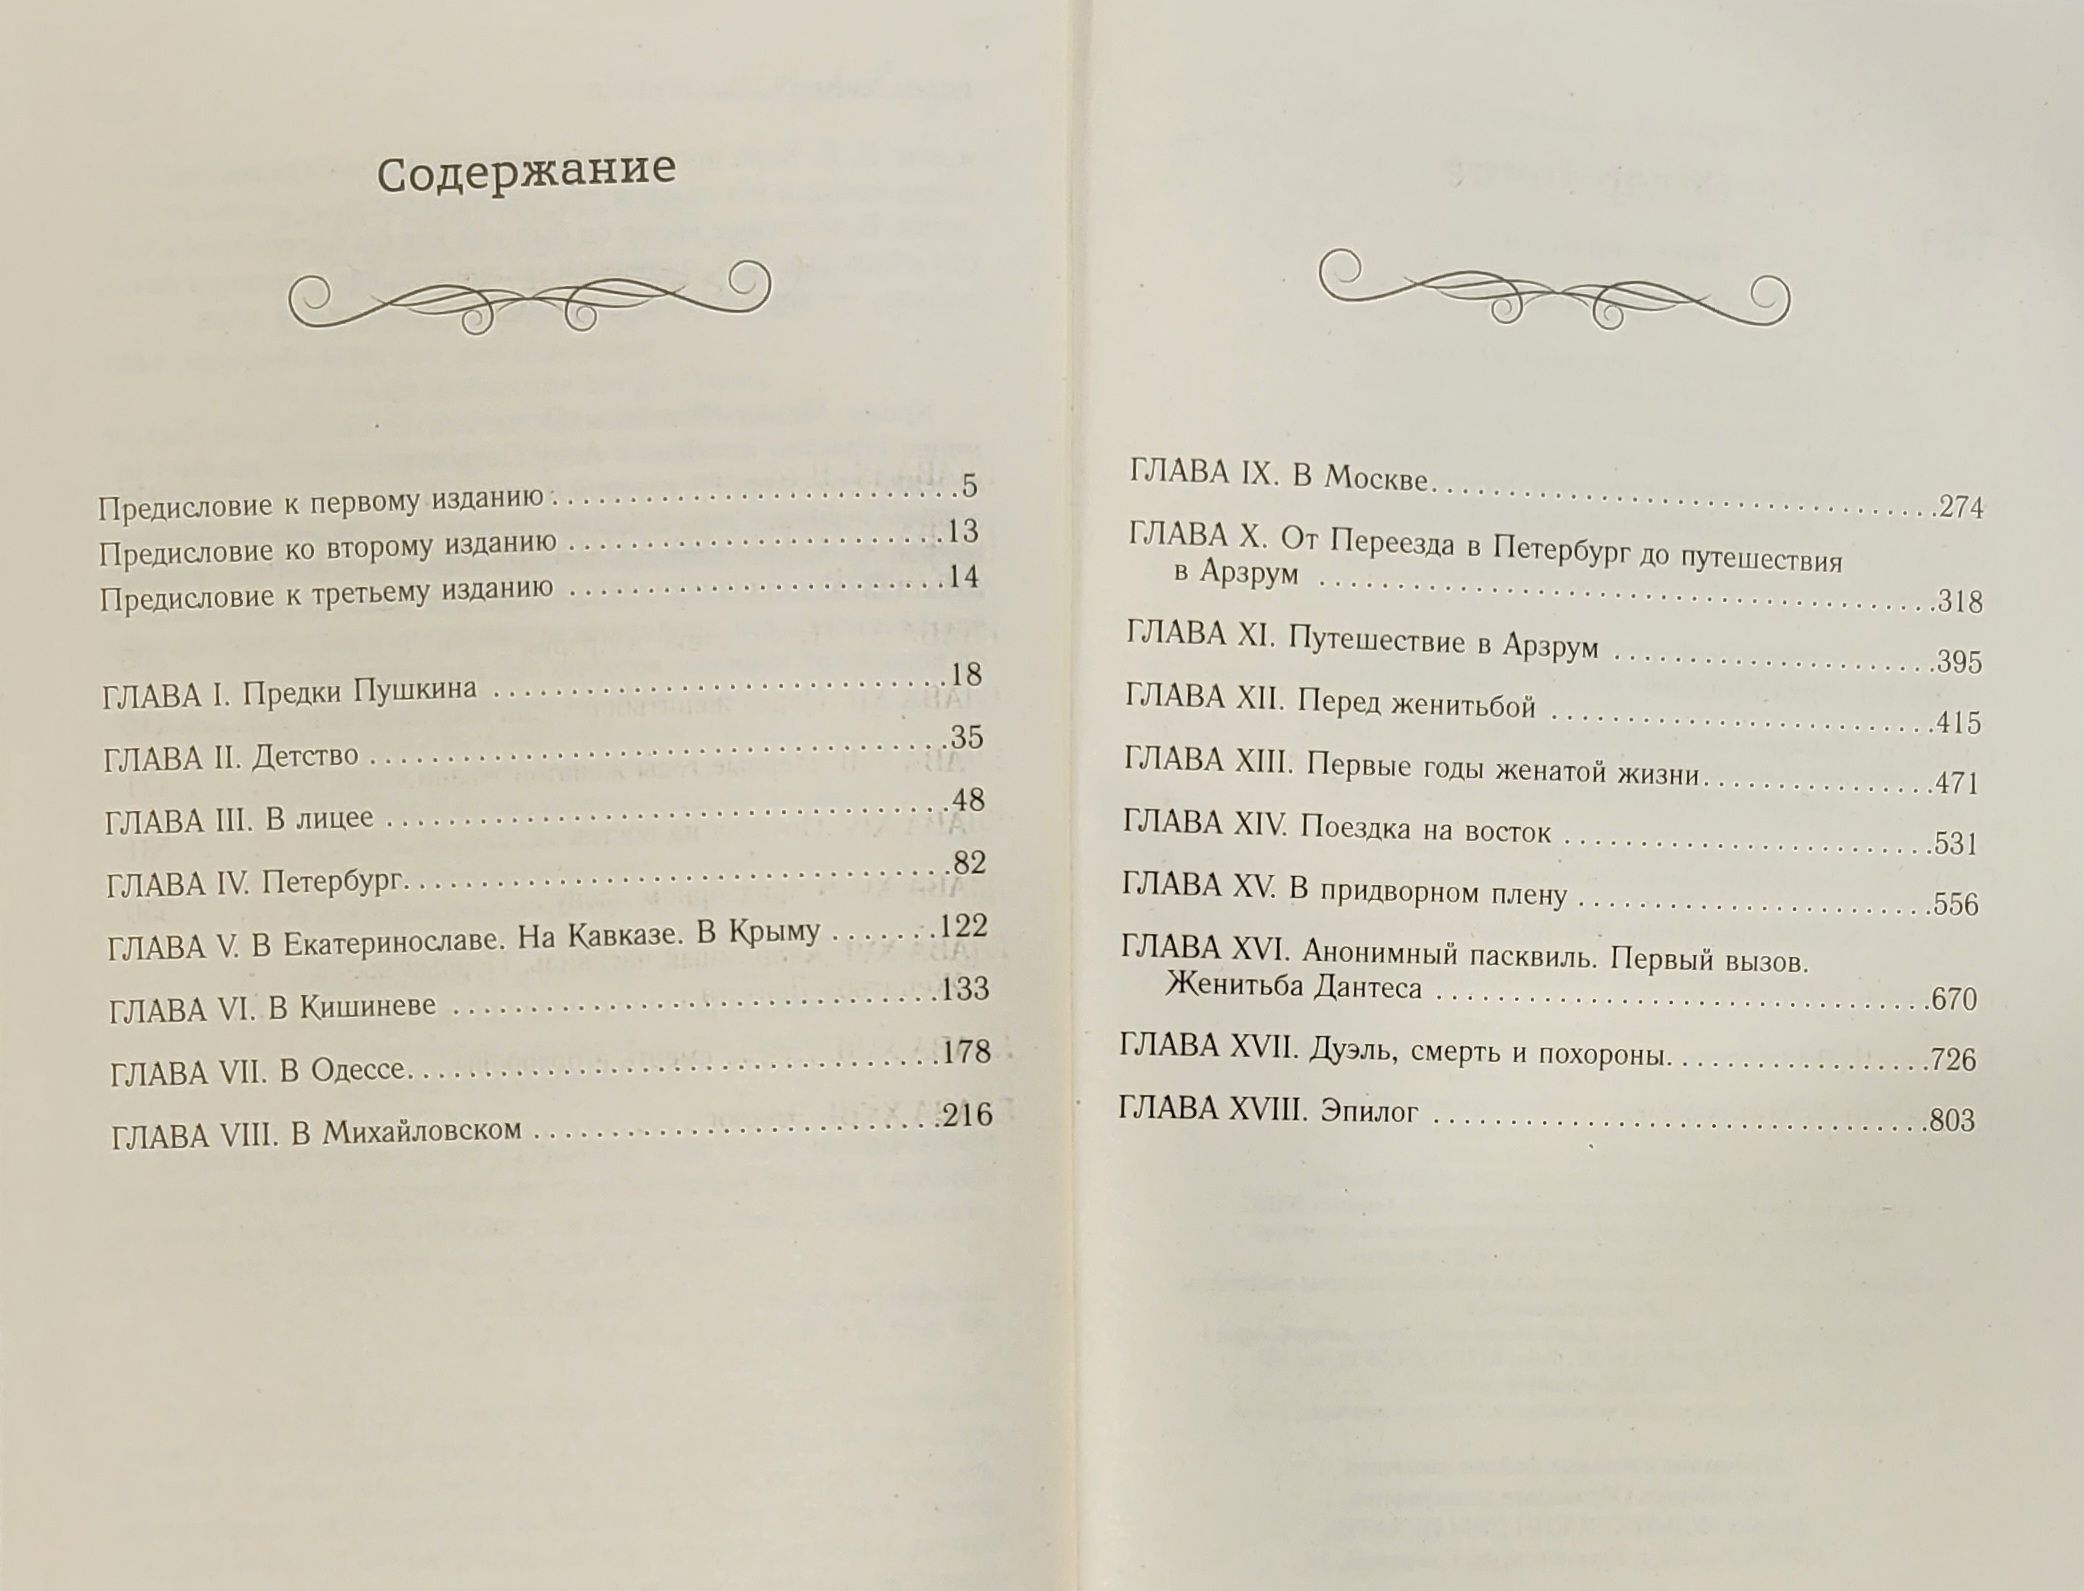 Содержание
Предисловие к первому изданию . . . . . . . . . . . . . . . . . . . . . . . . . . .5
Предисловие ко второму изданию . . . . . . . . . . . . . . . . . . . . . . . . .13
Предисловие к третьему изданию . . . . . . . . . . . . . . . . . . . . . . . . .14
ГЛАВА I. Предки Пушкина . . . . . . . . . . . . . . . . . . . . . . . . . . . . . .18
ГЛАВА II. Детство . . . . . . . . . . . . . . . . . . . . . . . . . . . . . . . . . . . . . .35
ГЛАВА III. В лицее . . . . . . . . . . . . . . . . . . . . . . . . . . . . . . . . . . . . .48
ГЛАВА IV. Петербург. . . . . . . . . . . . . . . . . . . . . . . . . . . . . . . . . . . .82
ГЛАВА V. В Екатеринославе. На Кавказе. В Крыму . . . . . . .122
ГЛАВА VI. В Кишиневе . . . . . . . . . . . . . . . . . . . . . . . . . . . . . . . .133
ГЛАВА VII. В Одессе. . . . . . . . . . . . . . . . . . . . . . . . . . . . . . . . . . .178
ГЛАВА VIII. В Михайловском . . . . . . . . . . . . . . . . . . . . . . . . . . .216
ГЛАВА IX. В Москве. . . . . . . . . . . . . . . . . . . . . . . . . . . . . . . . .274
ГЛАВА X. От Переезда в Петербург до путешествия
в Арзрум . . . . . . . . . . . . . . . . . . . . . . . . . . . . . . . . . . . . . . . .318
ГЛАВА XI. Путешествие в Арзрум . . . . . . . . . . . . . . . . . . . . .395
ГЛАВА XII. Перед женитьбой . . . . . . . . . . . . . . . . . . . . . . . . .415
ГЛАВА XIII. Первые годы женатой жизни. . . . . . . . . . . . . . .471
ГЛАВА XIV. Поездка на восток . . . . . . . . . . . . . . . . . . . . . . . .531
ГЛАВА XV. В придворном плену . . . . . . . . . . . . . . . . . . . . . . .556
ГЛАВА XVI. Анонимный пасквиль. Первый вызов.
Женитьба Дантеса . . . . . . . . . . . . . . . . . . . . . . . . . . . . . . . .670
ГЛАВА XVII. Дуэль, смерть и похороны. . . . . . . . . . . . . . . . .726
ГЛАВА XVIII. Эпилог . . . . . . . . . . . . . . . . . . . . . . . . . . . . . . . .803